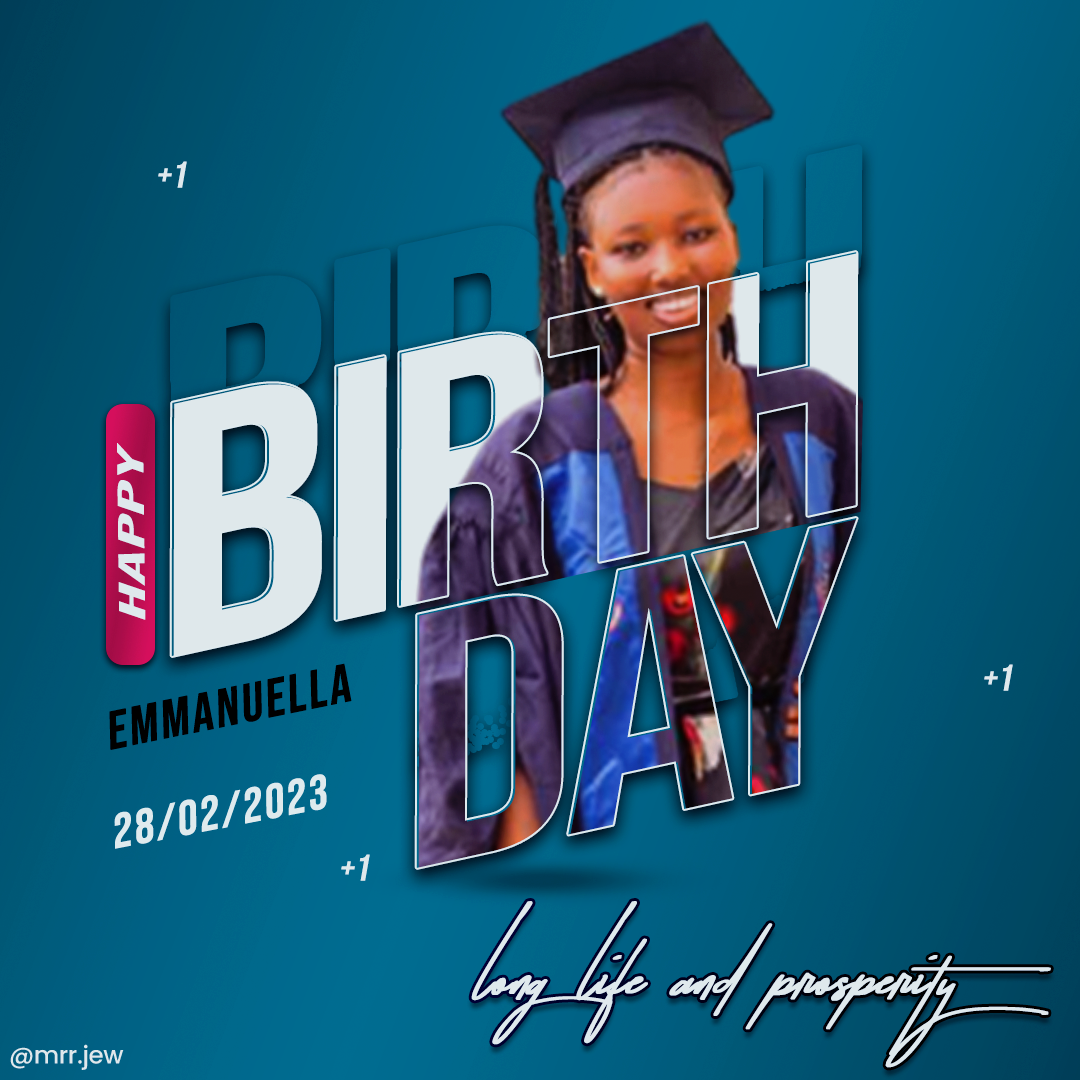 +1
BIRTH
HAPPY
BIRTH
DAY
EMMANUELLA
28/02/2023
+1
+1
long life and prosperity
@mrr.jew